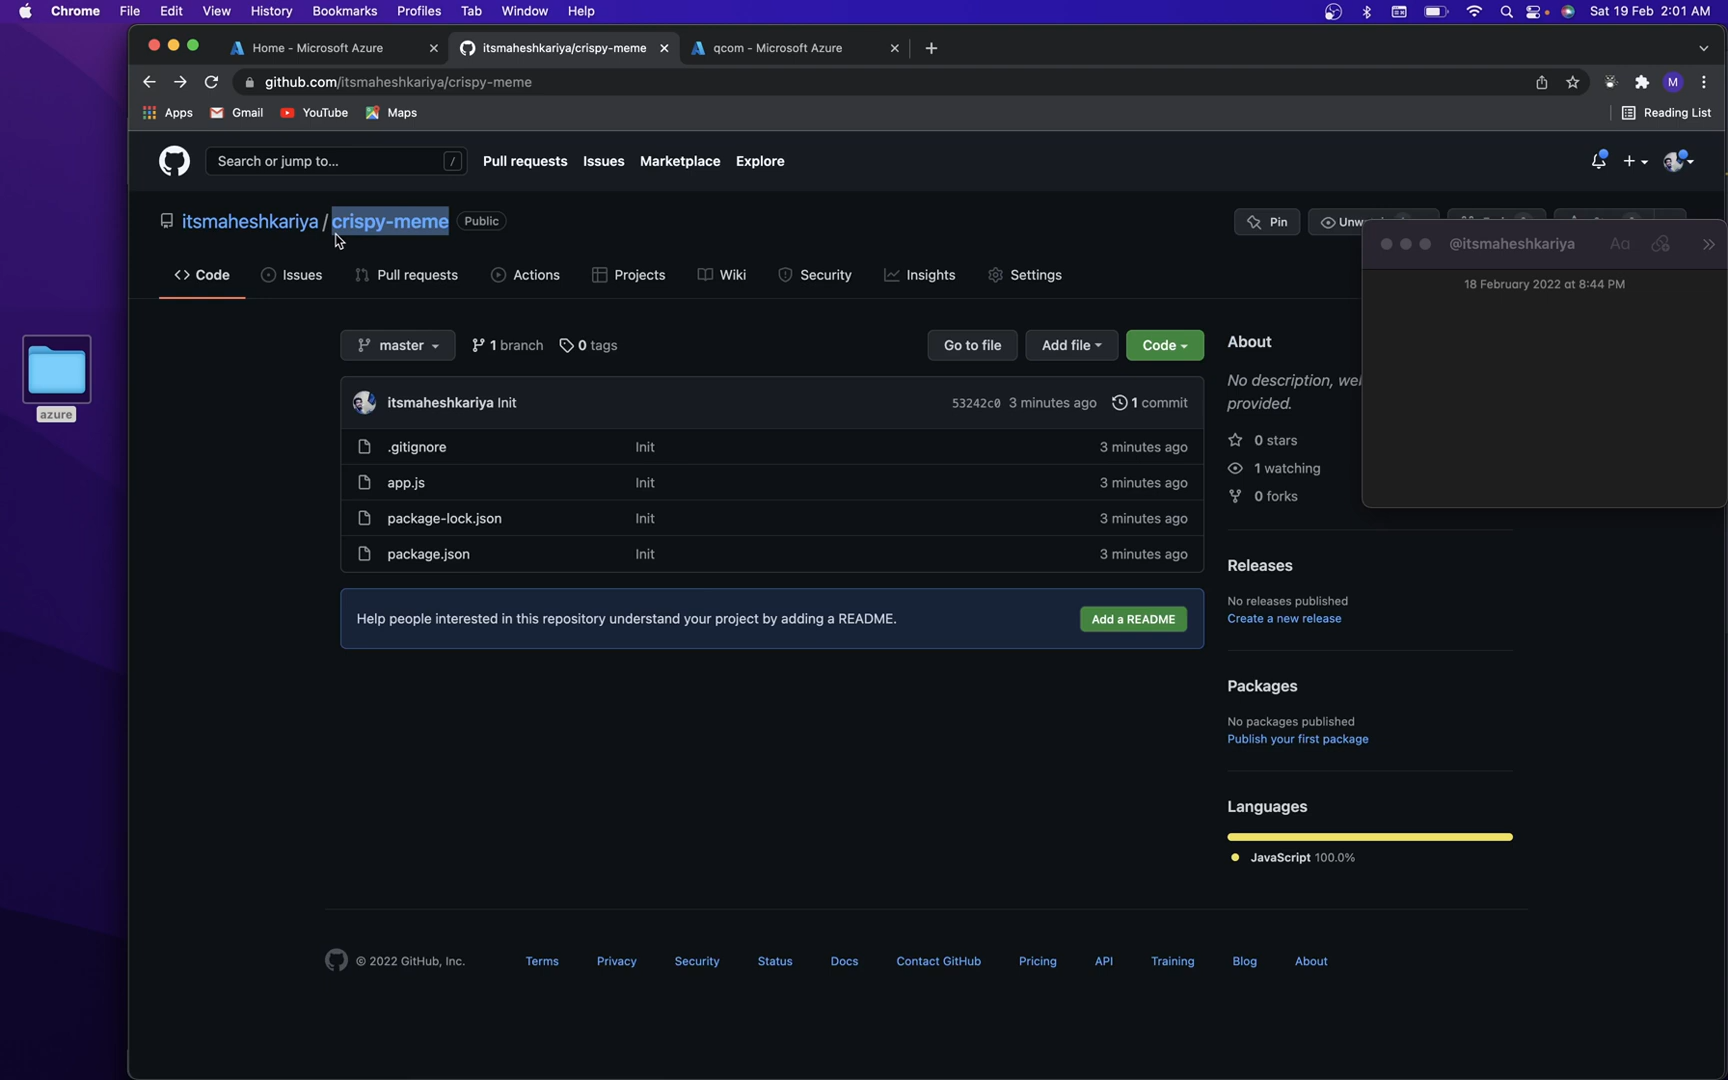 Chrome File Edit View History Bookmarks Profiles Tab Window Help Sat 19 Feb 2:01 AM
Home - Microsoft Azure itsmaheshkariya/crispy-meme qcom - Microsoft Azure
github.com/itsmaheshkariya/crispy-meme
Apps Gmail YouTube Maps Reading List
Search or jump to... / Pull requests Issues Marketplace Explore
itsmaheshkariya / crispy-meme Public Pin
@itsmaheshkariya Aa
Code Issues Pull requests Actions Projects Wiki Security Insights Settings
18 February 2022 at 8:44 PM
master 1 branch 0 tags Go to file Add file Code
About
No description,
provided.
itsmaheshkariya Init 53242c0 3 minutes ago 1 commit
azure
0 stars
.gitignore Init 3 minutes ago
1 watching
app.js Init 3 minutes ago
0 forks
package-lock.json Init 3 minutes ago
package.json Init 3 minutes ago
Releases
No releases published
Create a new release
Help people interested in this repository understand your project by adding a README. Add a README
Packages
No packages published
Publish your first package
Languages
JavaScript 100.0%
© 2022 GitHub, Inc. Terms Privacy Security Status Docs Contact GitHub Pricing API Training Blog About